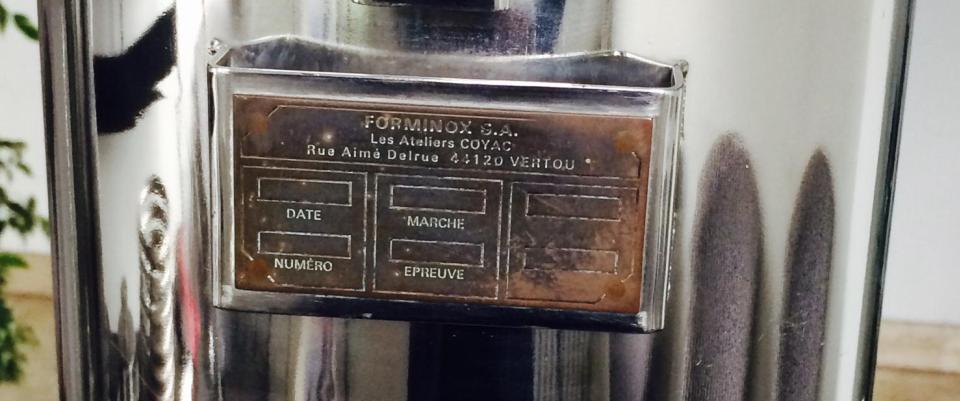 FORMINOX S.A.
Les Ateliers COYAC
Rue Aimé Delrue 44120 VERTOU
DATE
MARCHE
NUMÉRO
EPREUVE